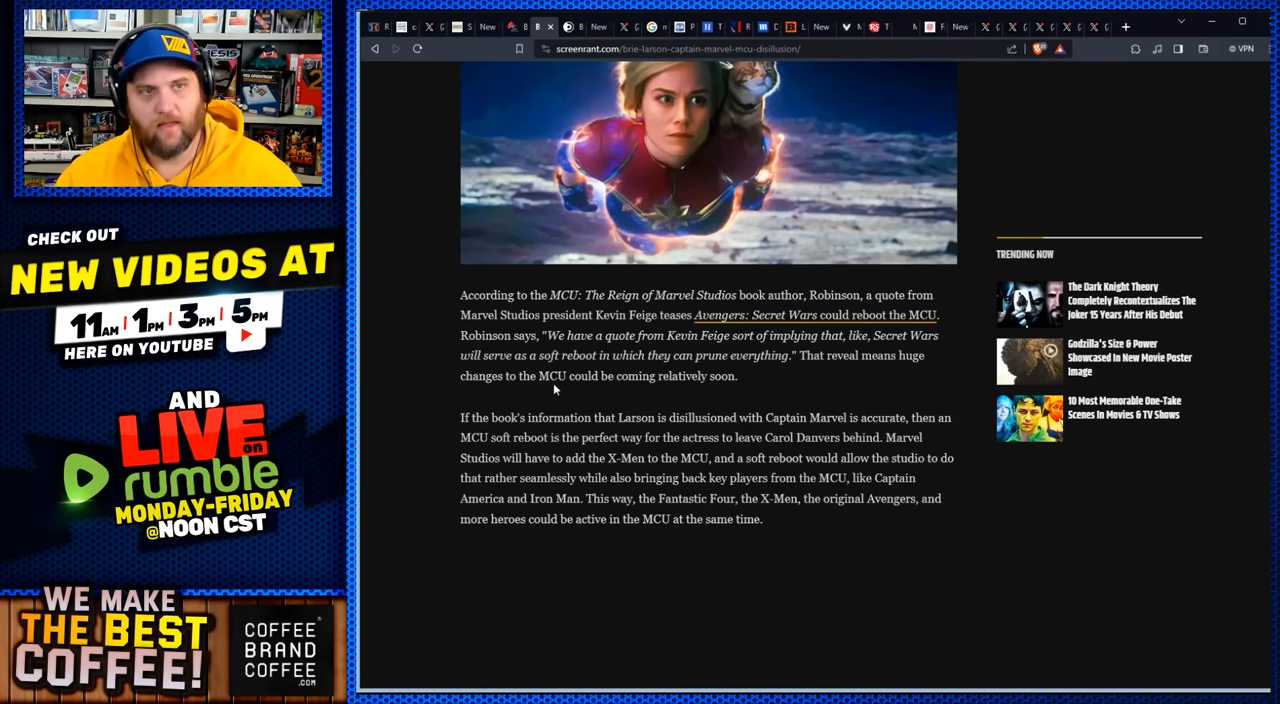 CHECK OUT
NEW VIDEOS AT
11AM | 1PM | 3PM | 5PM
HERE ON YOUTUBE
AND
LIVE on
rumble
MONDAY-FRIDAY
@NOON CST
WE MAKE
THE BEST
COFFEE!
COFFEE
BRAND
COFFEE
.COM
New
New
New
New
screenrant.com/brie-larson-captain-marvel-mcu-disillusion/
VPN
According to the MCU: The Reign of Marvel Studios book author, Robinson, a quote from
Marvel Studios president Kevin Feige teases Avengers: Secret Wars could reboot the MCU.
Robinson says, "We have a quote from Kevin Feige sort of implying that, like, Secret Wars
will serve as a soft reboot in which they can prune everything." That reveal means huge
changes to the MCU could be coming relatively soon.
If the book's information that Larson is disillusioned with Captain Marvel is accurate, then an
MCU soft reboot is the perfect way for the actress to leave Carol Danvers behind. Marvel
Studios will have to add the X-Men to the MCU, and a soft reboot would allow the studio to do
that rather seamlessly while also bringing back key players from the MCU, like Captain
America and Iron Man. This way, the Fantastic Four, the X-Men, the original Avengers, and
more heroes could be active in the MCU at the same time.
TRENDING NOW
The Dark Knight Theory
Completely Recontextualizes The
Joker 15 Years After His Debut
Godzilla's Size & Power
Showcased In New Movie Poster
Image
10 Most Memorable One-Take
Scenes In Movies & TV Shows